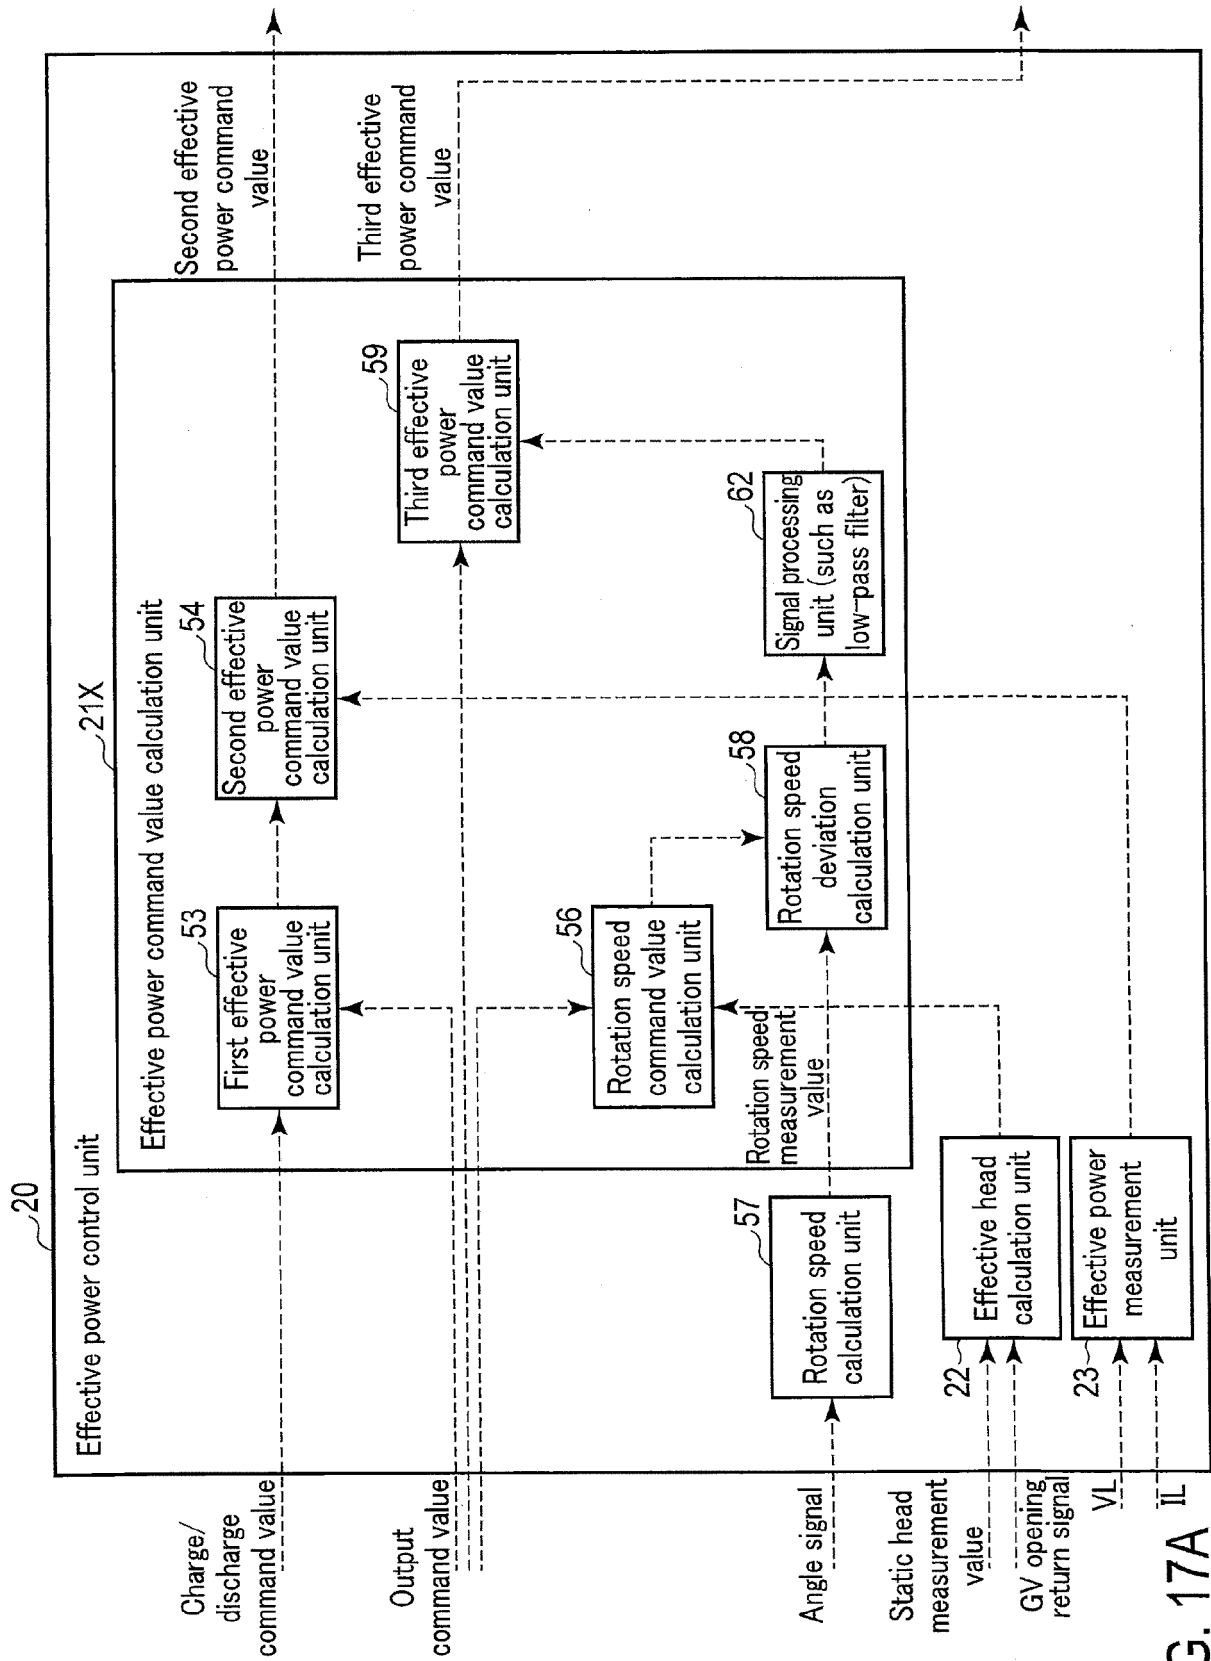 20
Effective power control unit
21X
Effective power command value calculation unit
Charge/
discharge
command value
53
First effective
power
command value
calculation unit
54
Second effective
power
command value
calculation unit
Second effective
power command
value
Output
command value
59
Third effective
power
command value
calculation unit
Third effective
power command
value
56
Rotation speed
command value
calculation unit
Rotation speed
measurement
value
58
Rotation speed
deviation
calculation unit
62
Signal processing
unit (such as
low-pass filter)
Angle signal
57
Rotation speed
calculation unit
Static head
measurement
value
GV opening
return signal
22
Effective head
calculation unit
VL
IL
23
Effective power
measurement
unit
G. 17A